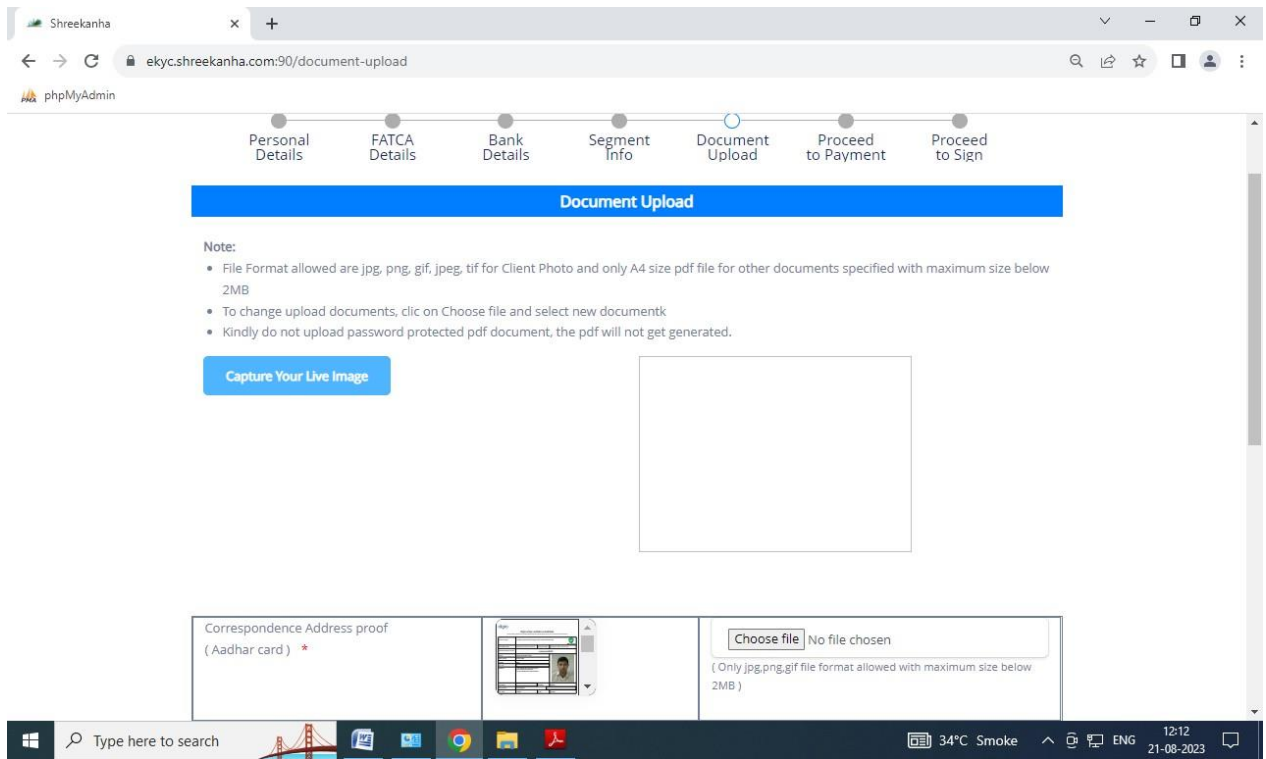 Shreekanha
ekyc.shreekanha.com:90/document-upload
phpMyAdmin
Personal Details
FATCA Details
Bank Details
Segment Info
Document Upload
Proceed to Payment
Proceed to Sign
Document Upload
Note:
File Format allowed are jpg, png, gif, jpeg, tif for Client Photo and only A4 size pdf file for other documents specified with maximum size below
2MB
To change upload documents, clic on Choose file and select new documentk
Kindly do not upload password protected pdf document, the pdf will not get generated.
Capture Your Live Image
Correspondence Address proof
( Aadhar card ) *
Choose file No file chosen
( Only jpg,png,gif file format allowed with maximum size below
2MB )
Type here to search
34°C Smoke
ENG
12:12
21-08-2023